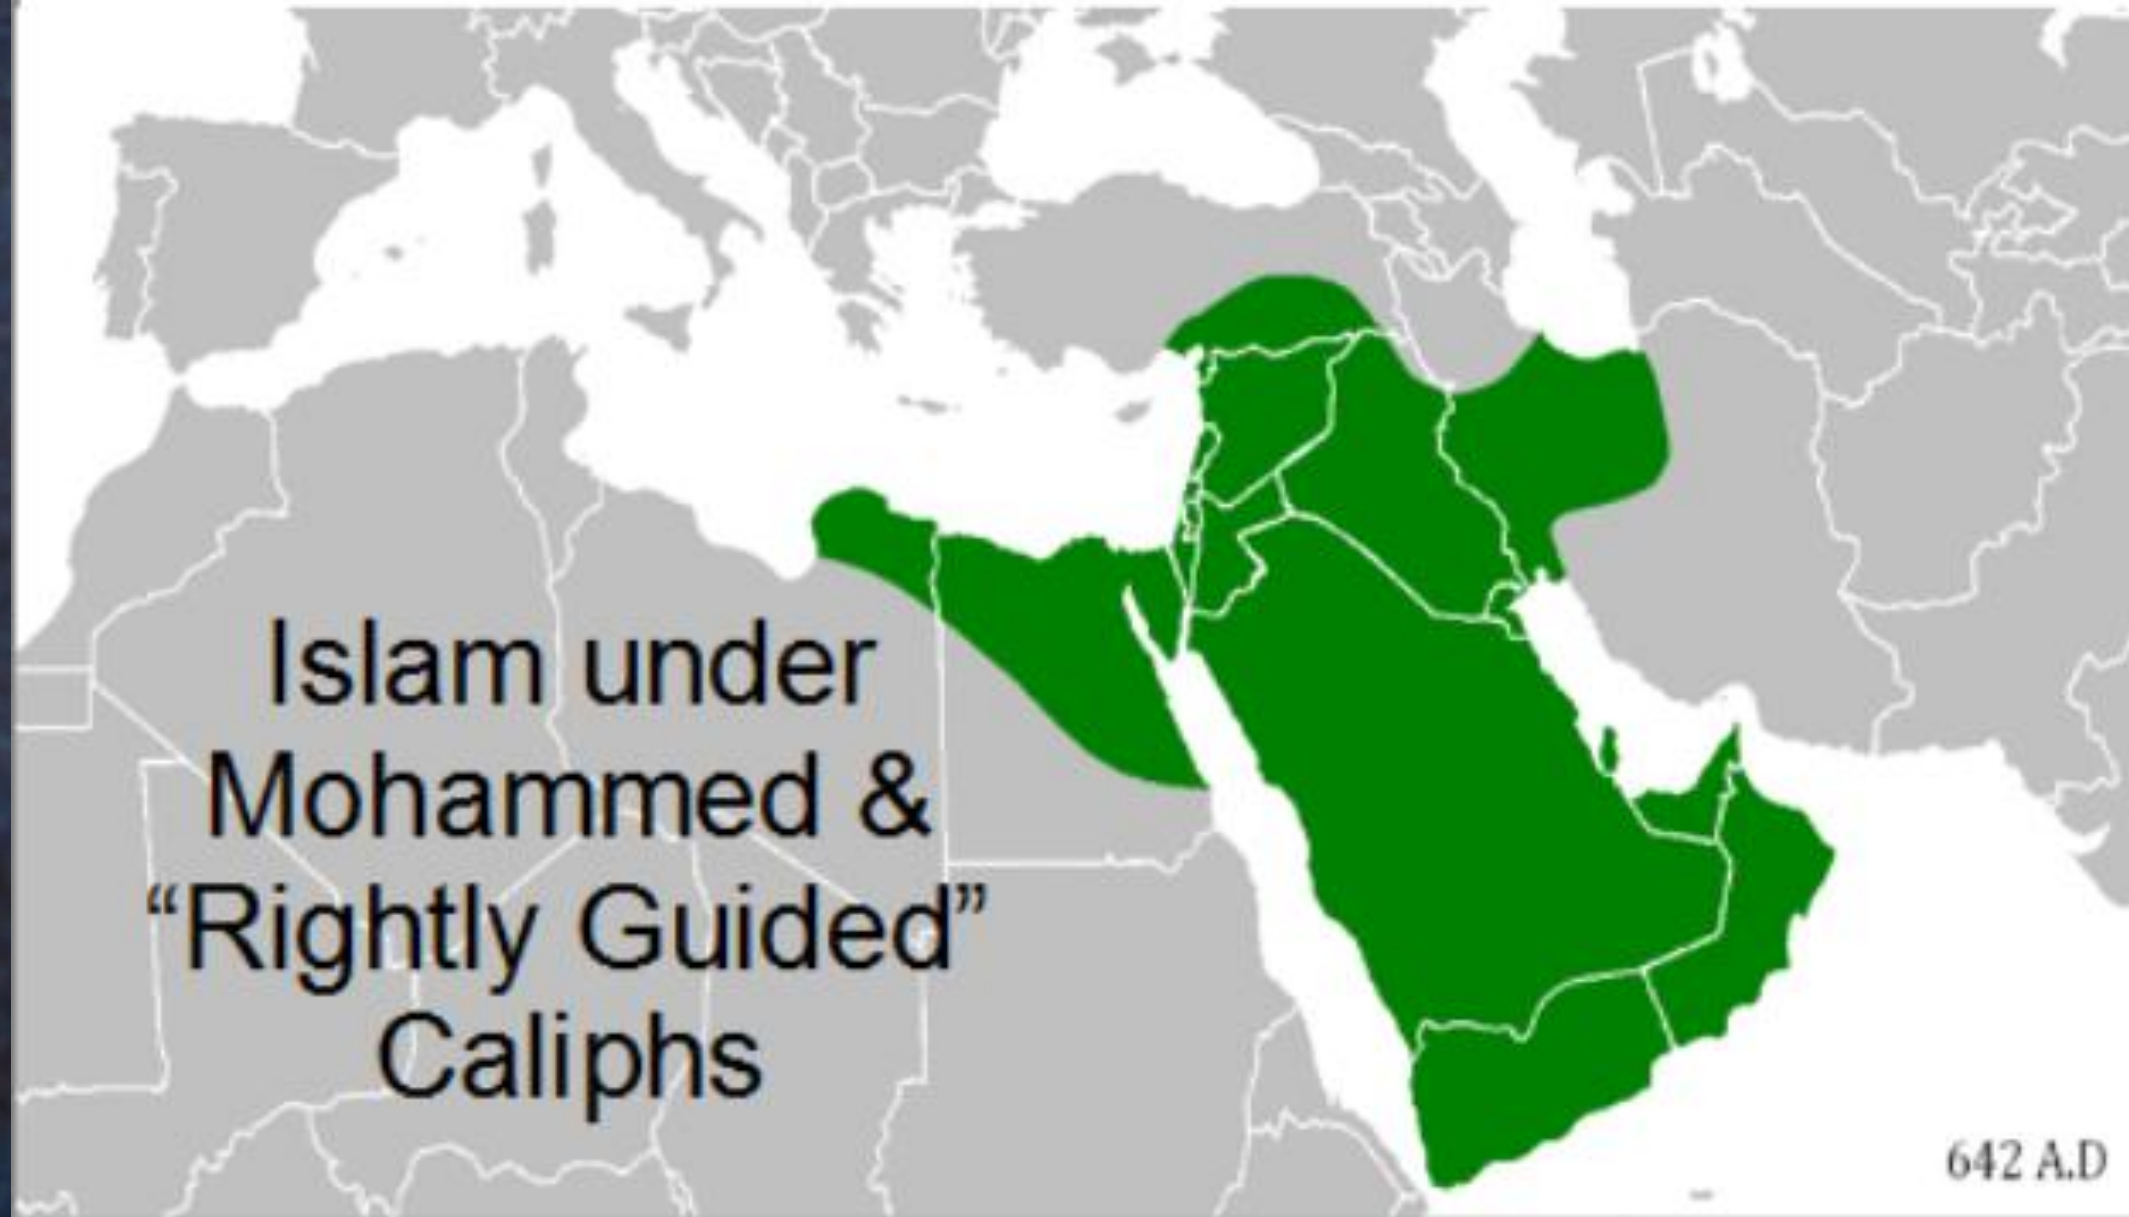 Islam under
Mohammed &
“Rightly Guided”
Caliphs
642 A.D